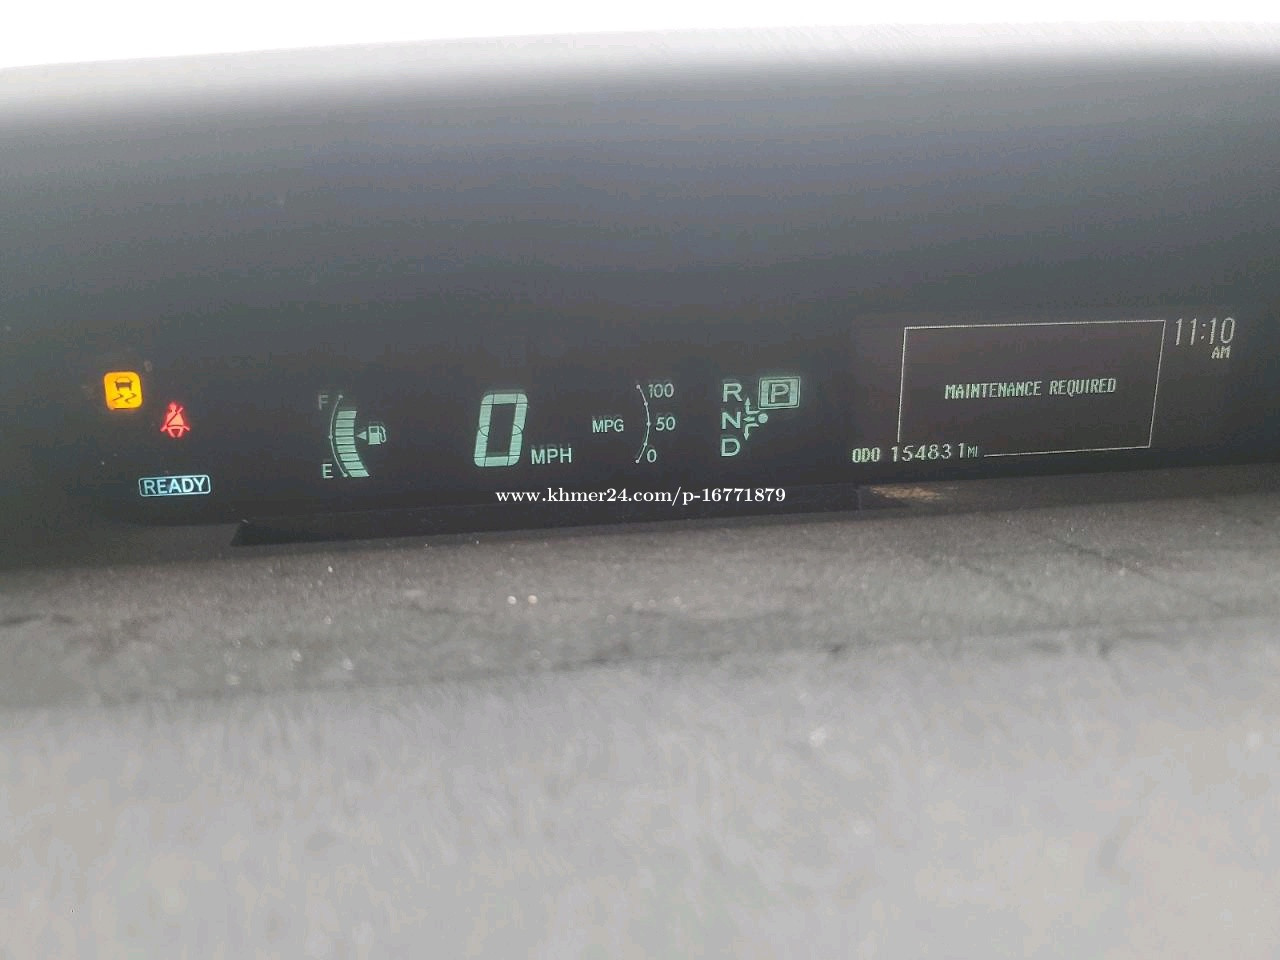 11:10
AM
MAINTENANCE REQUIRED
F
E
0 MPH
MPG
100
50
0
R P
N
D
ODO 154831 MI
READY
www.khmer24.com/p-16771879